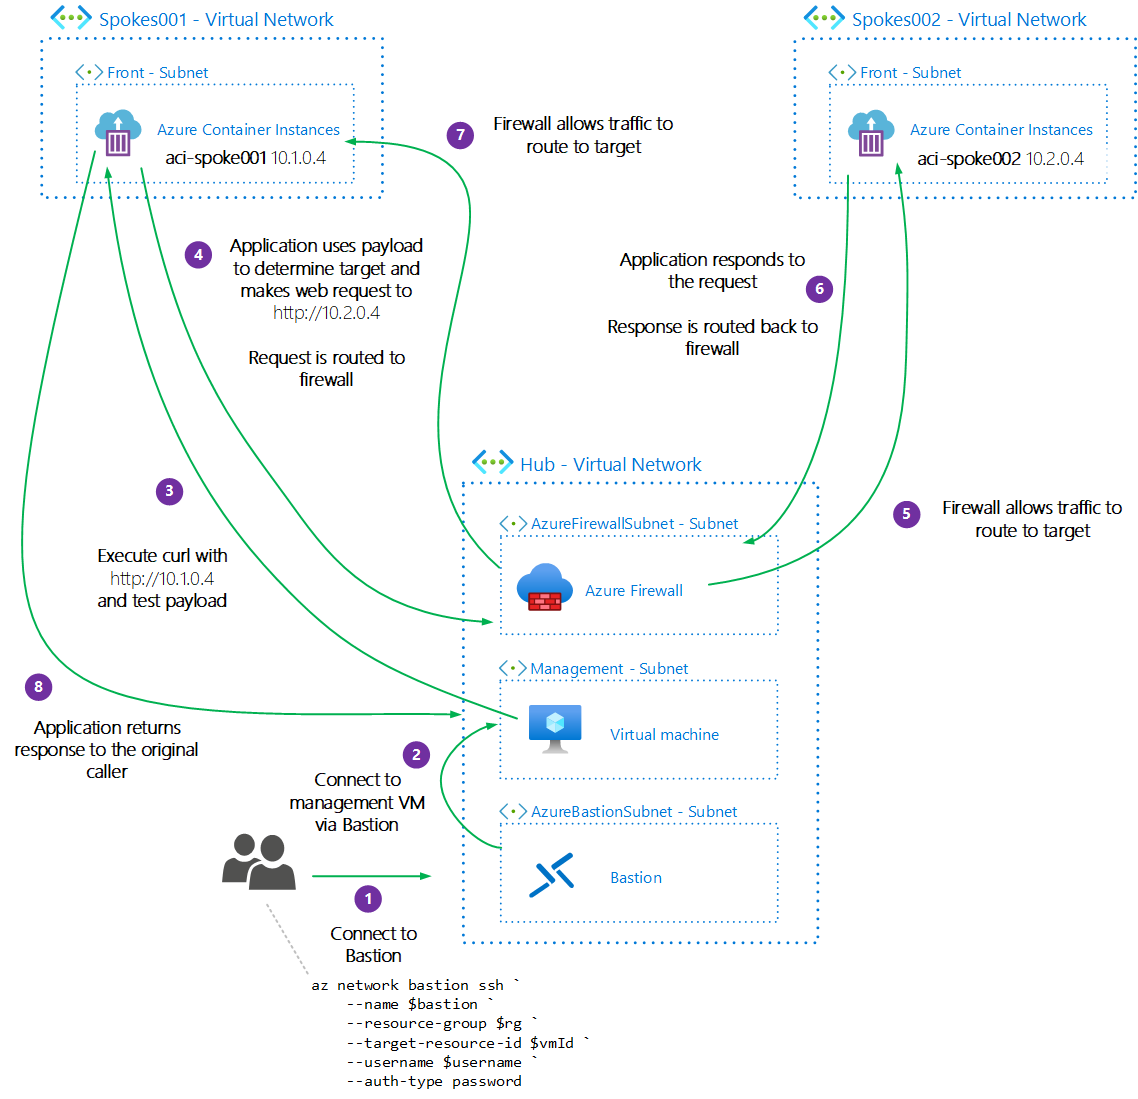 Spokes001 - Virtual Network
Front - Subnet
Azure Container Instances
aci-spoke001 10.1.0.4
7
Firewall allows traffic to
route to target
Spokes002 - Virtual Network
Front - Subnet
Azure Container Instances
aci-spoke002 10.2.0.4
4
Application uses payload
to determine target and
makes web request to
http://10.2.0.4
Request is routed to
firewall
Application responds to
the request
6
Response is routed back to
firewall
3
Execute curl with
http://10.1.0.4
and test payload
Hub - Virtual Network
AzureFirewallSubnet - Subnet
Azure Firewall
5
Firewall allows traffic to
route to target
Management - Subnet
Virtual machine
8
Application returns
response to the original
caller
2
Connect to
management VM
via Bastion
AzureBastionSubnet - Subnet
Bastion
1
Connect to
Bastion
az network bastion ssh `
--name $bastion `
--resource-group $rg `
--target-resource-id $vmId `
--username $username `
--auth-type password